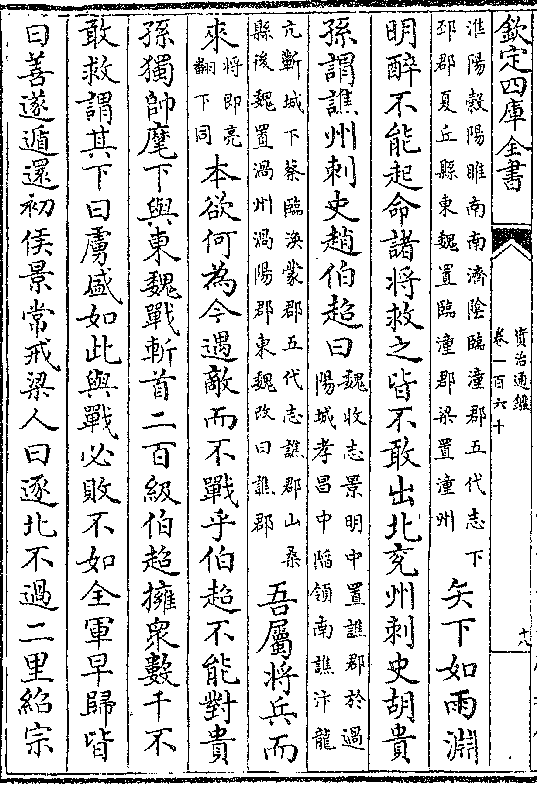 欽定四庫全書
資治通鑑
卷一百六十
淮陽榖陽睢南南濟陰臨潼郡五代志下
邳郡夏丘縣東魏置臨潼郡梁置潼州
矢下如雨淵
明醉不能起命諸將救之皆不敢出北兖州刺史胡貴
孫謂譙州刺史趙伯超曰
魏收志景明中置譙郡於過
陽城孝昌中陷領南譙汴龍
亢蘄城下蔡臨渙蒙郡五代志譙郡山桑
縣後魏置渦州渦陽郡東魏改曰譙郡
吾屬將兵而
來
將即亮
翻下同
本欲何為今遇敵而不戰乎伯超不能對貴
孫獨帥麾下與東魏戰斬首二百級伯超擁衆數千不
敢救謂其下曰虜盛如此與戰必敗不如全軍早歸皆
曰善遂遁還初侯景常戒梁人曰逐北不過二里紹宗